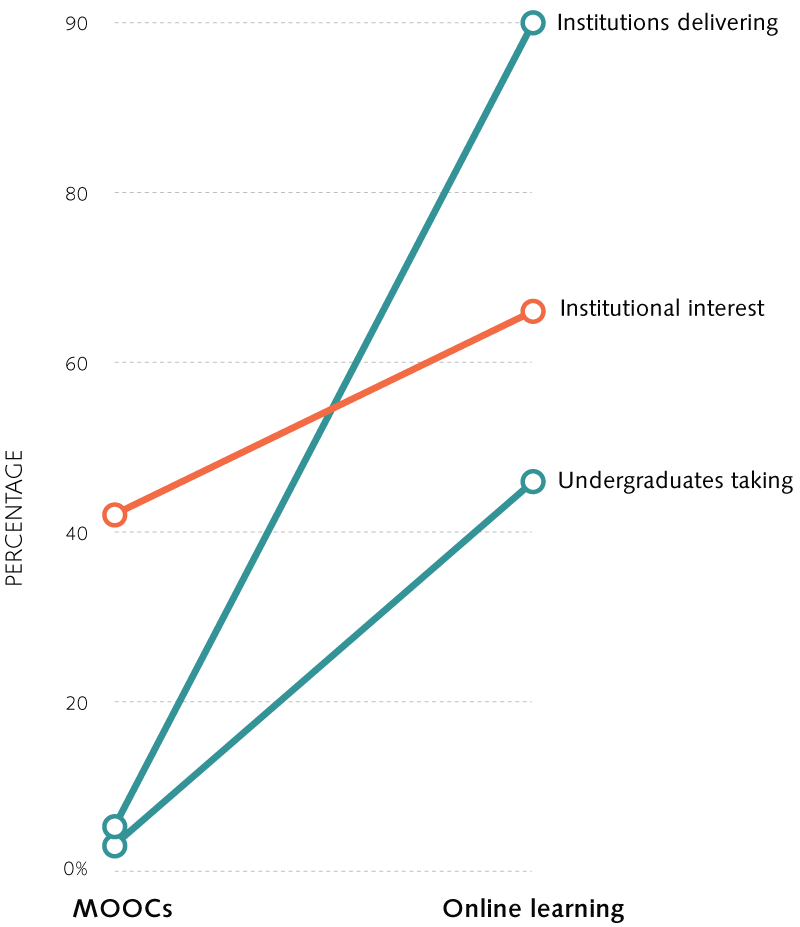 90
Institutions delivering
80
Institutional interest
60
Undergraduates taking
PERCENTAGE
40
20
0%
MOOCs
Online learning